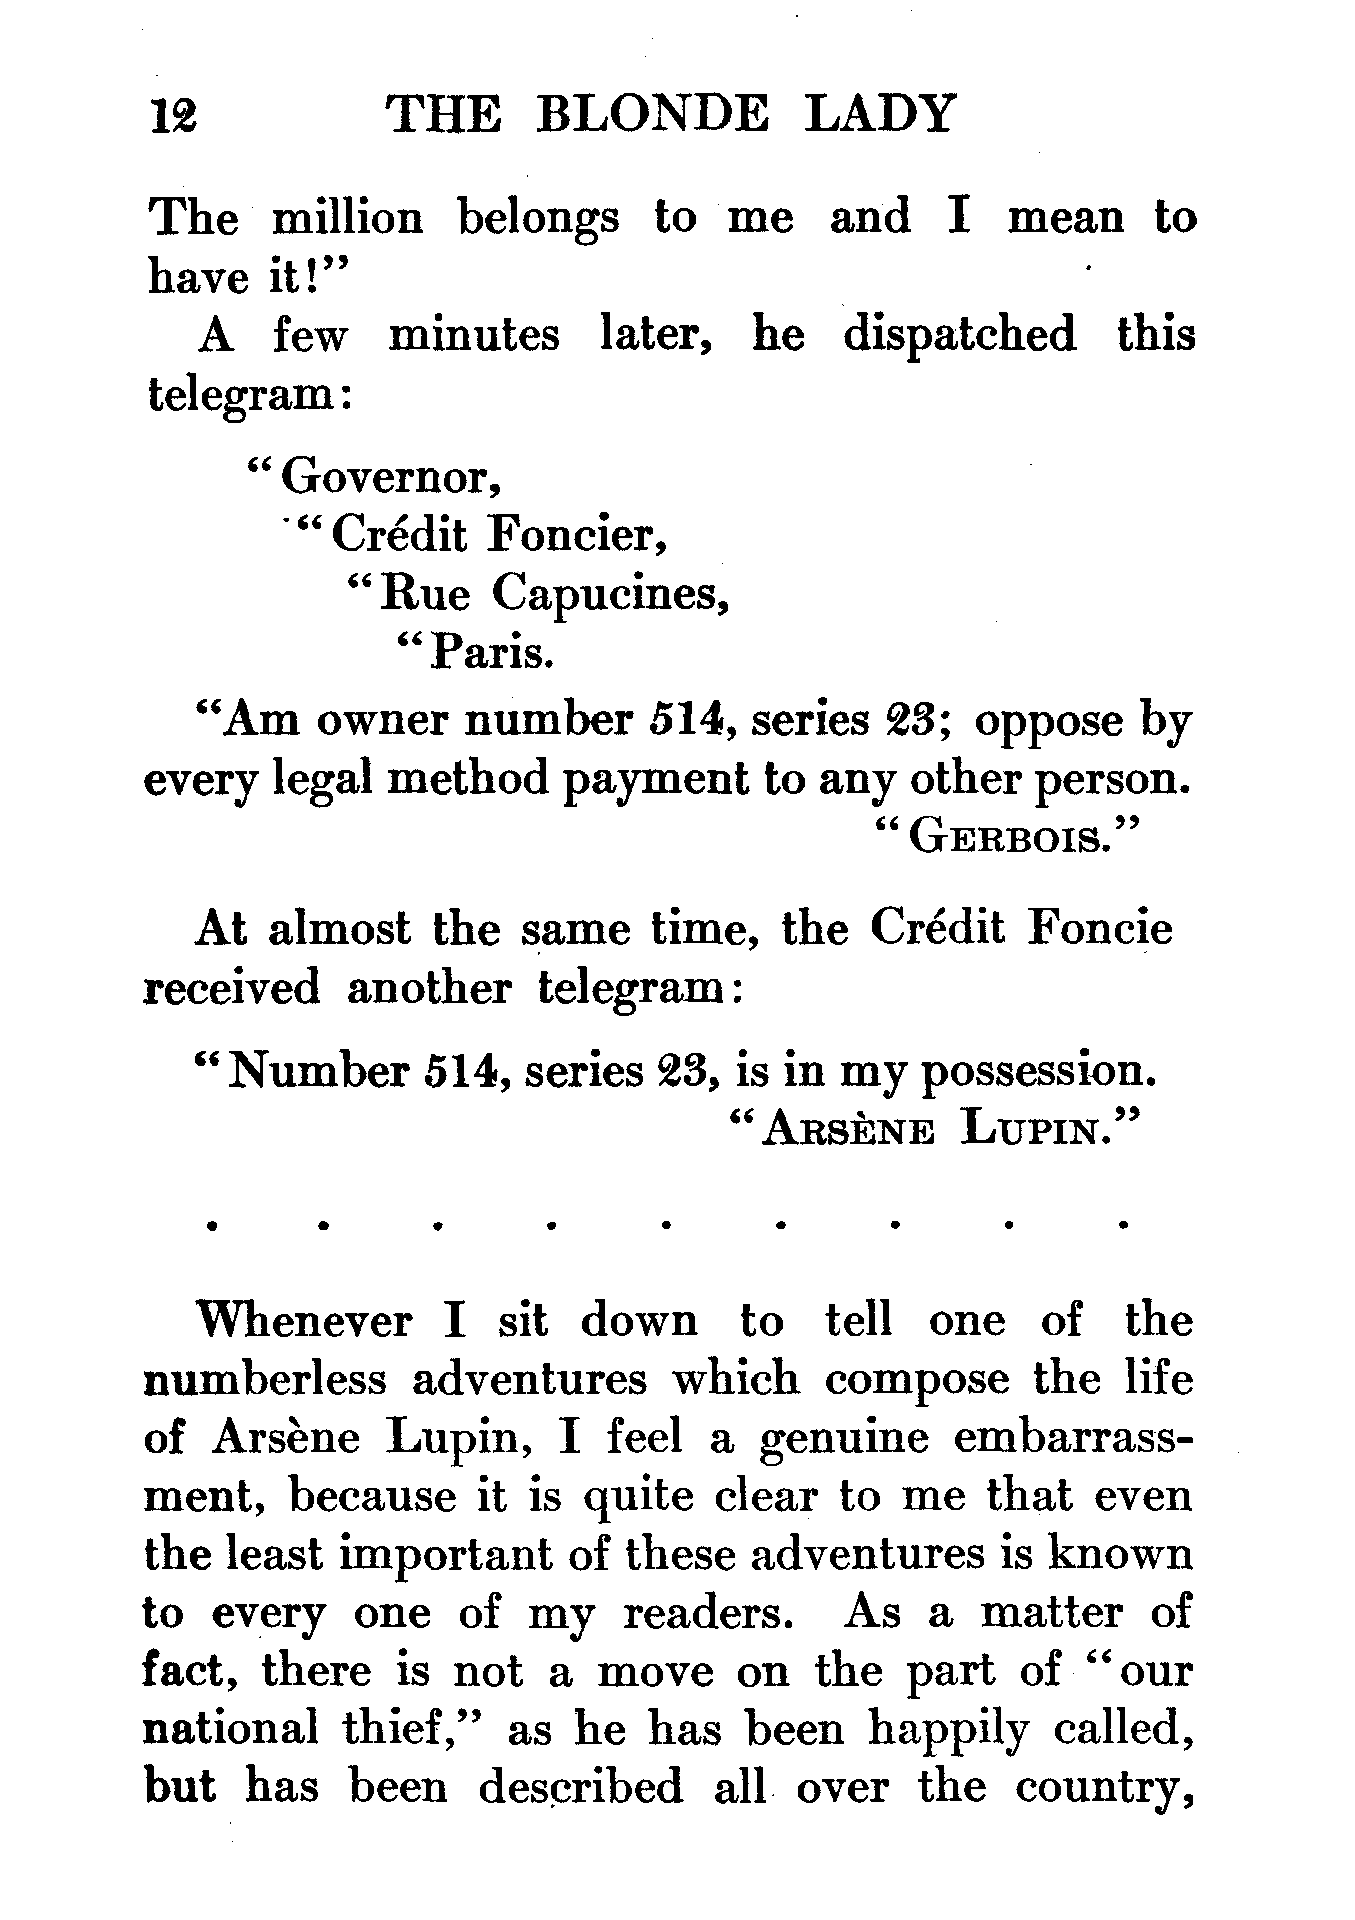 12 THE BLONDE LADY
The million belongs to me and I mean to
have it!”
A few minutes later, he dispatched this
telegram:
“Governor,
“Crédit Foncier,
“Rue Capucines,
“Paris.
“Am owner number 514, series 23; oppose by
every legal method payment to any other person.
“GERBOIS.”
At almost the same time, the Crédit Foncie
received another telegram:
“Number 514, series 23, is in my possession.
“ARSÈNE LUPIN.”
. . . . . . . . .
Whenever I sit down to tell one of the
numberless adventures which compose the life
of Arsène Lupin, I feel a genuine embarrass-
ment, because it is quite clear to me that even
the least important of these adventures is known
to every one of my readers. As a matter of
fact, there is not a move on the part of “our
national thief,” as he has been happily called,
but has been described all over the country,